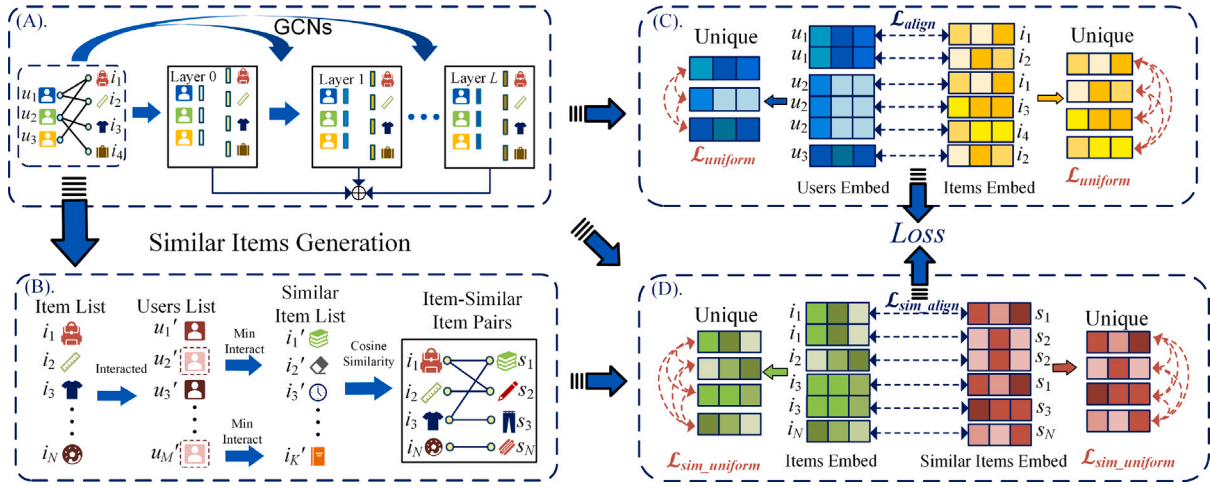 (A).
GCNs
Layer 0
Layer 1
Layer L
u1
u2
u3
i1
i2
i3
i4
Similar Items Generation
(B).
Item List
Users List
Similar
Item List
Item-Similar
Item Pairs
i1
i2
i3
iN
Interacted
u1′
u2′
u3′
uM′
Min
Interact
Min
Interact
i1′
i2′
i3′
iK′
Cosine
Similarity
i1
i2
i3
iN
s1
s2
s3
sN
(C).
Unique
ℒuniform
u1
u1
u2
u2
u2
u3
Users Embed
ℒalign
i1
i2
i1
i3
i4
i2
Items Embed
Unique
ℒuniform
Loss
(D).
Unique
ℒsim_uniform
i1
i1
i2
i3
i3
iN
Items Embed
ℒsim_align
s1
s2
s2
s1
s3
sN
Similar Items Embed
Unique
ℒsim_uniform